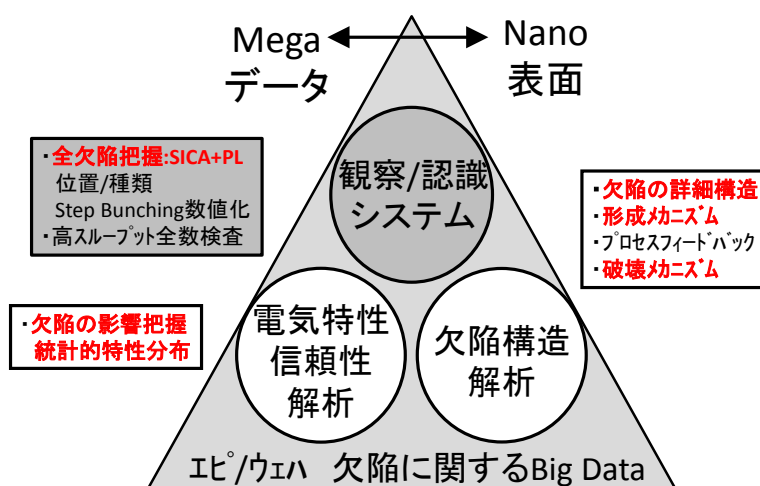 Mega
データ
Nano
表面
・全欠陥把握:SICA+PL
位置/種類
Step Bunching数値化
・高スループット全数検査
観察/認識
システム
・欠陥の詳細構造
・形成ﾒｶﾆｽﾞﾑ
・ﾌﾟﾛｾｽﾌｨｰﾄﾞﾊﾞｯｸ
・破壊ﾒｶﾆｽﾞﾑ
・欠陥の影響把握
統計的特性分布
電気特性
信頼性
解析
欠陥構造
解析
ｴﾋﾟ/ｳｪﾊ 欠陥に関するBig Data